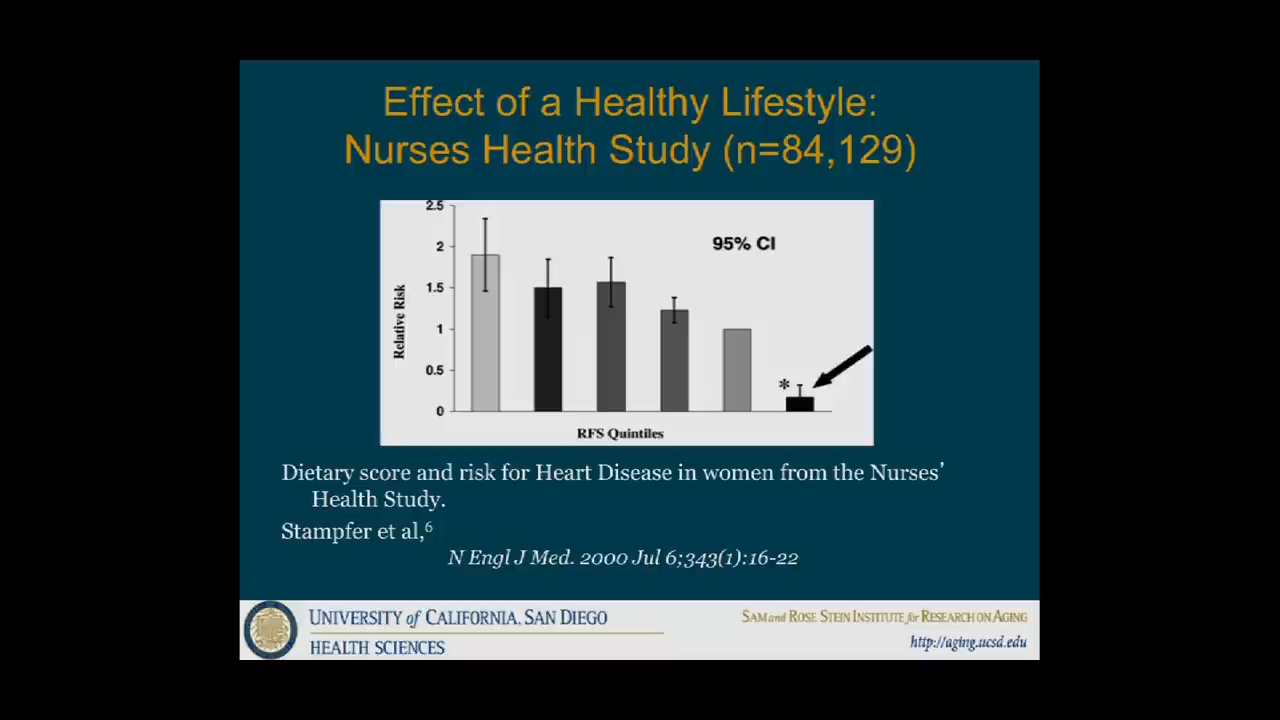 Effect of a Healthy Lifestyle:
Nurses Health Study (n=84,129)
2.5
2
1.5
1
0.5
0
Relative Risk
95% CI
*
RFS Quintiles
Dietary score and risk for Heart Disease in women from the Nurses’
Health Study.
Stampfer et al,⁶
N Engl J Med. 2000 Jul 6;343(1):16-22
UNIVERSITY of CALIFORNIA, SAN DIEGO
HEALTH SCIENCES
SAM and ROSE STEIN INSTITUTE for RESEARCH ON AGING
http://aging.ucsd.edu